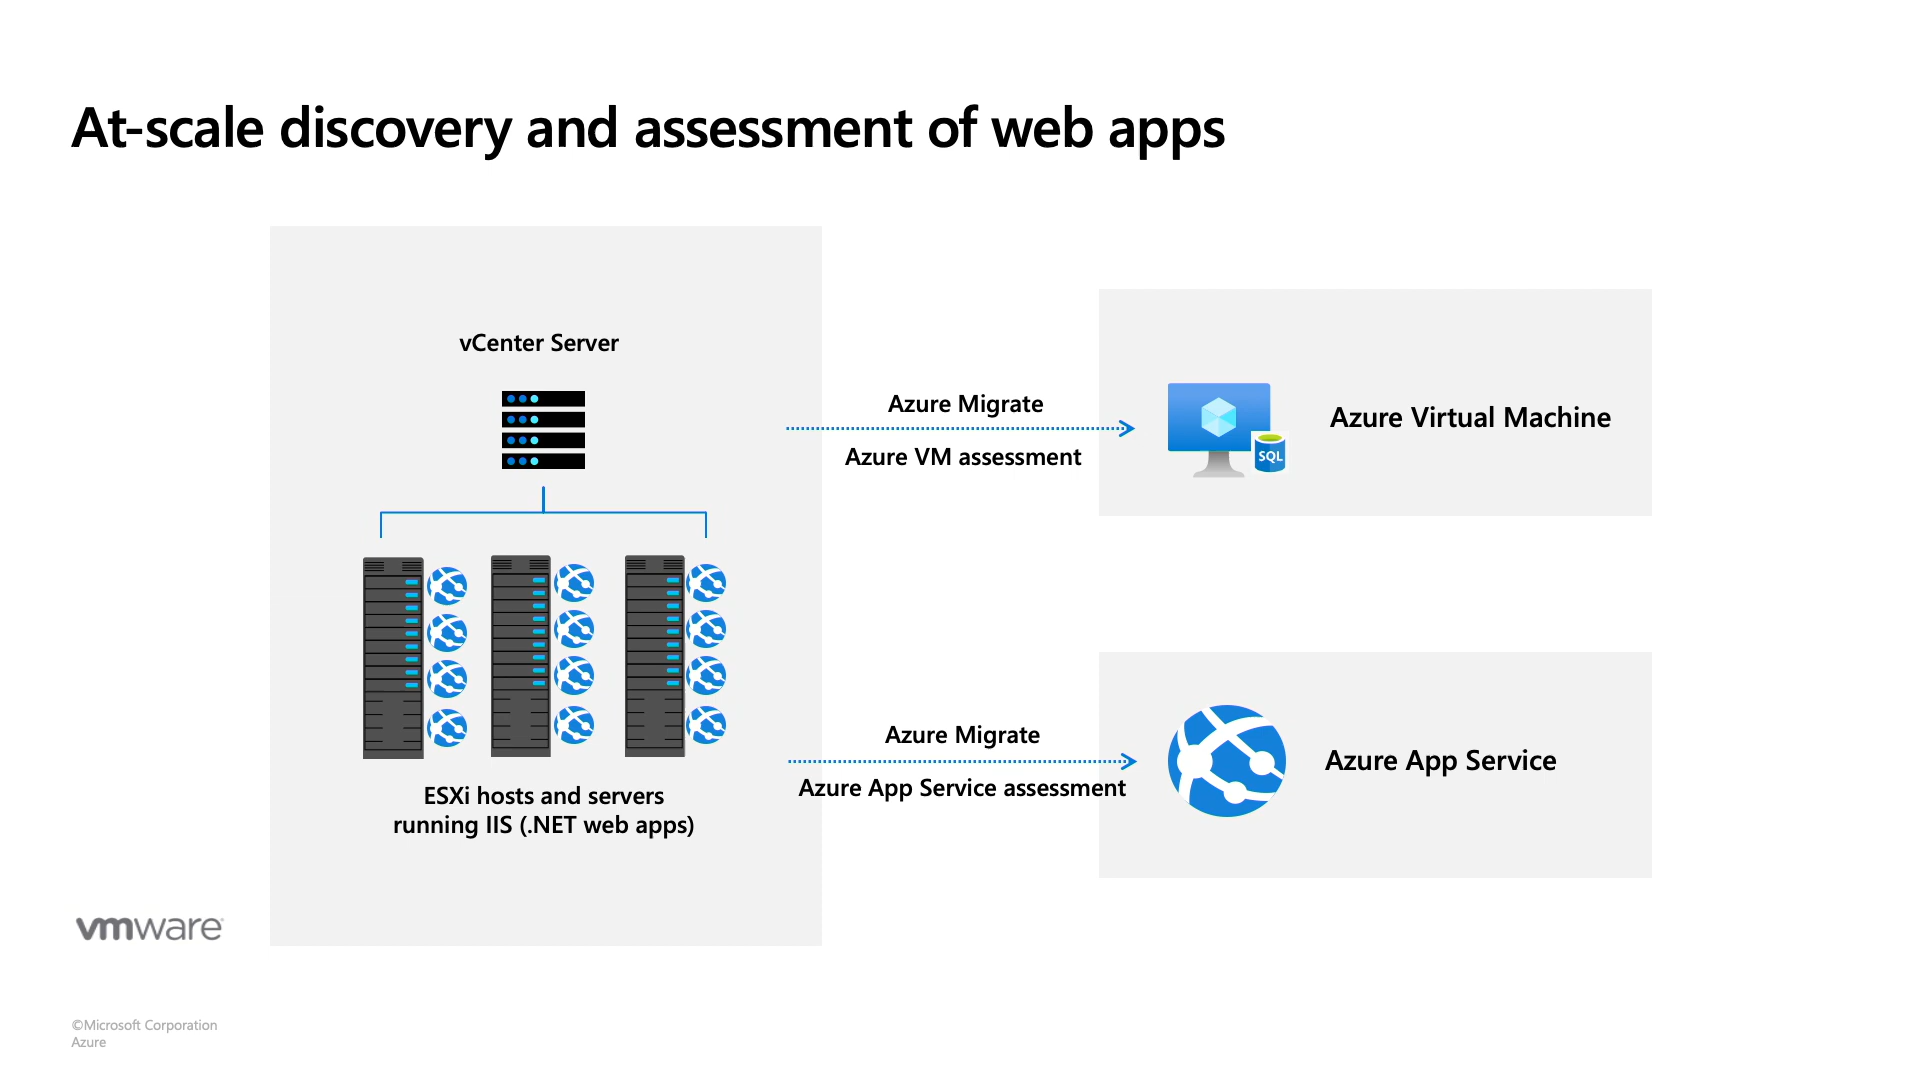 At-scale discovery and assessment of web apps
vCenter Server
Azure Migrate
Azure VM assessment
Azure Virtual Machine
SQL
ESXi hosts and servers
running IIS (.NET web apps)
Azure Migrate
Azure App Service assessment
Azure App Service
vmware
©Microsoft Corporation
Azure